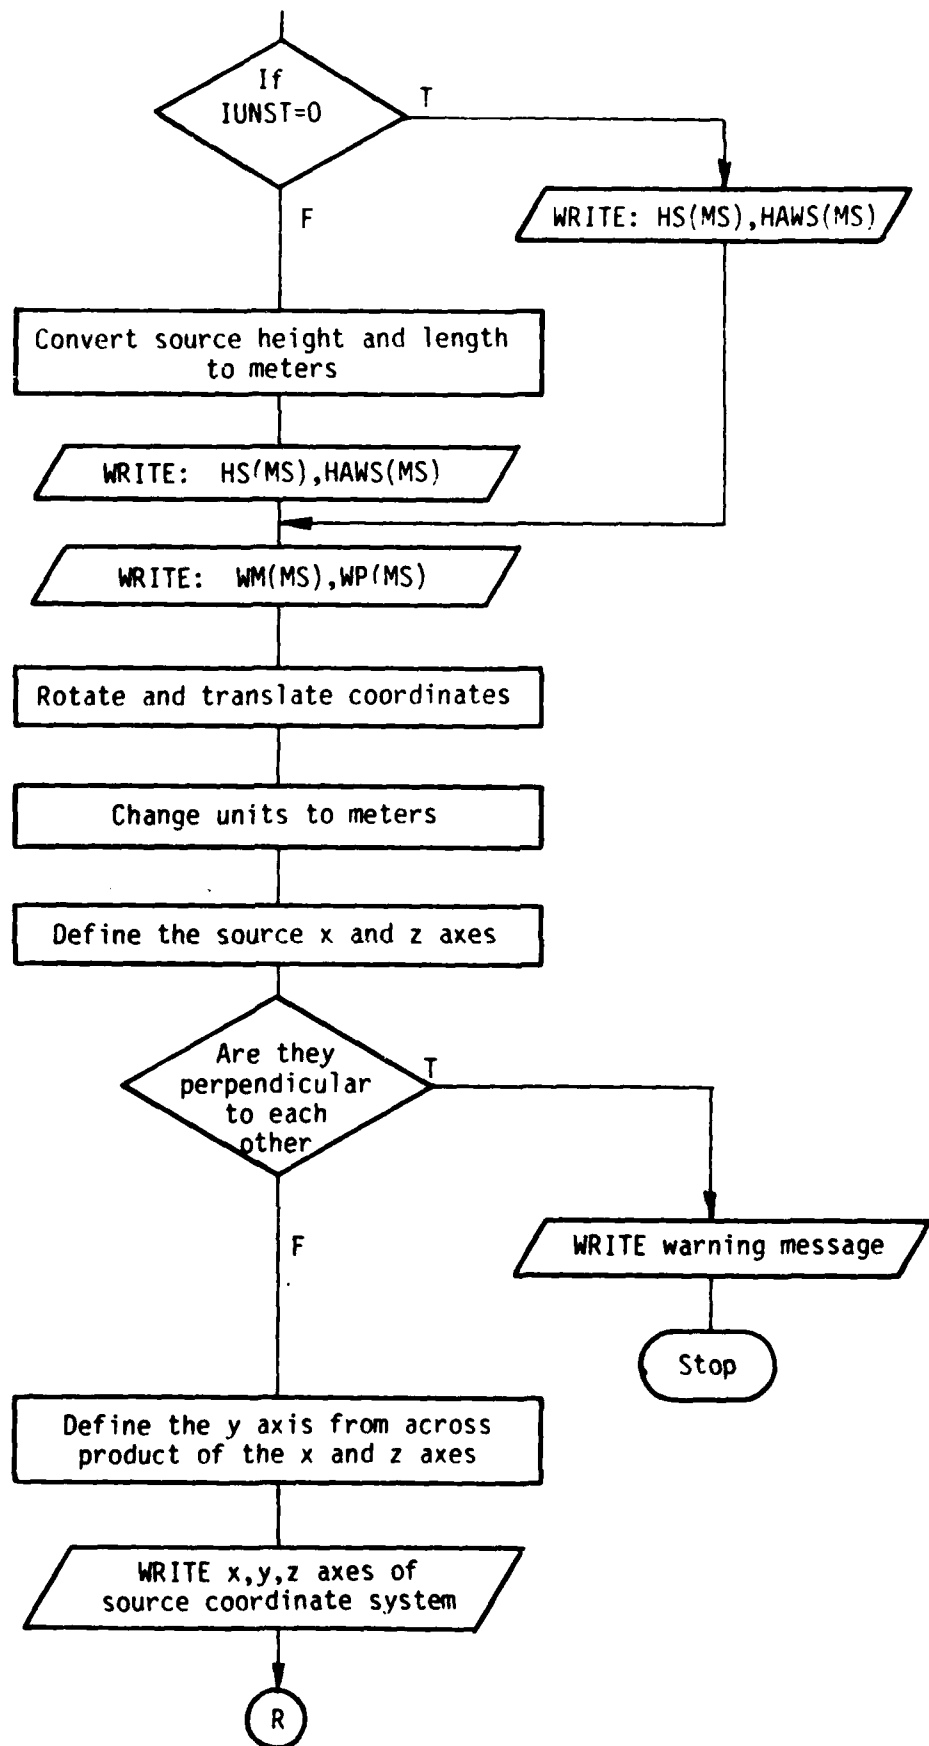 If
IUNST=0
T
WRITE: HS(MS),HAWS(MS)
F
Convert source height and length
to meters
WRITE: HS(MS),HAWS(MS)
WRITE: WM(MS),WP(MS)
Rotate and translate coordinates
Change units to meters
Define the source x and z axes
Are they
perpendicular
to each
other
T
F
WRITE warning message
Stop
Define the y axis from across
product of the x and z axes
WRITE x,y,z axes of
source coordinate system
R